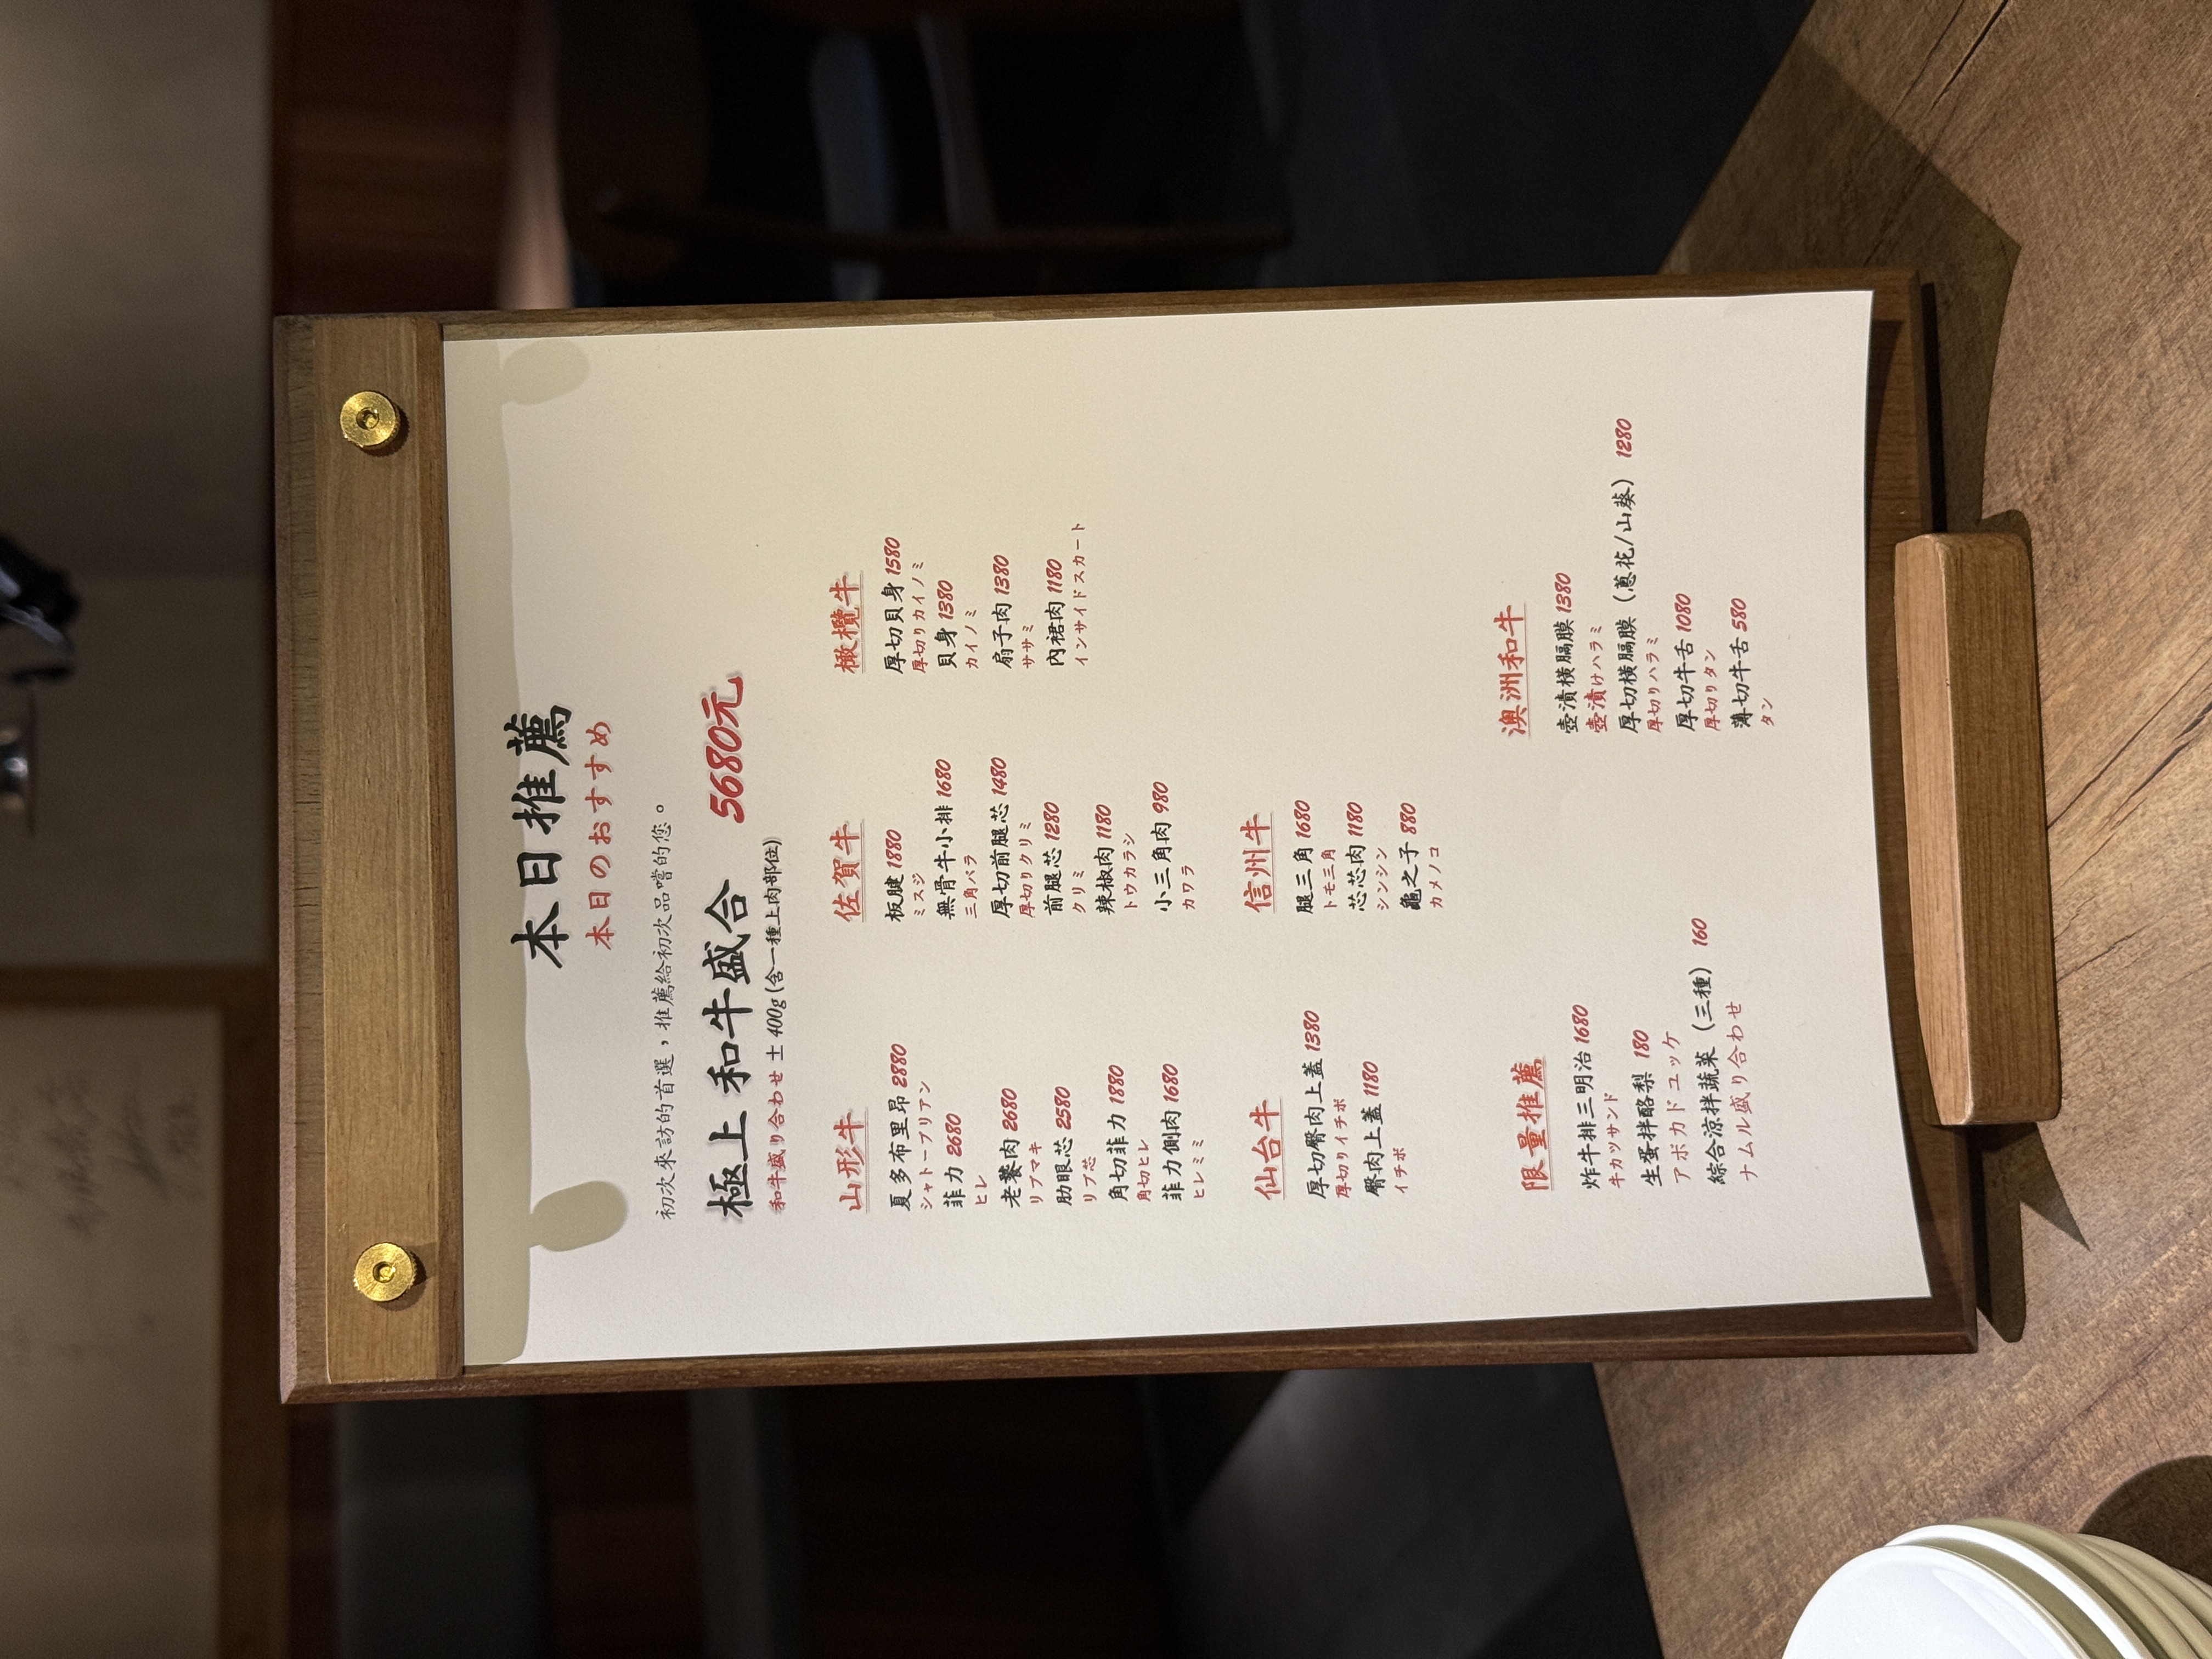 本日推薦
本日のおすすめ
初次來訪的首選，推薦給初次品嚐的您。
極上和牛盛合 5680元
和牛盛り合わせ ± 400g (含一種上肉部位)
山形牛
夏多布里昂 2880
シャトーブリアン
菲力 2680
ヒレ
老饕肉 2680
リブマキ
肋眼芯 2580
リブ芯
角切菲力 1880
角切ヒレ
菲力側肉 1680
ヒレミミ
佐賀牛
板腱 1880
ミスジ
無骨牛小排 1680
三角バラ
厚切前腿芯 1480
厚切りクリミ
前腿芯 1280
クリミ
辣椒肉 1180
トウカラシ
小三角肉 980
カワラ
橄欖牛
厚切貝身 1580
厚切りカイノミ
貝身 1380
カイノミ
扇子肉 1380
ササミ
內裙肉 1180
インサイドスカート
仙台牛
厚切臀肉上蓋 1380
厚切りイチボ
臀肉上蓋 1180
イチボ
信州牛
腿三角 1680
トモ三角
芯芯肉 1180
シンシン
龜之子 880
カメノコ
限量推薦
炸牛排三明治 1680
牛カツサンド
生蛋拌酪梨 180
アボカドユッケ
綜合涼拌蔬菜（三種） 160
ナムル盛り合わせ
澳洲和牛
壺漬橫膈膜 1380
壺漬けハラミ
厚切橫膈膜（蔥花/山葵） 1280
厚切りハラミ
厚切牛舌 1080
厚切りタン
薄切牛舌 580
タン